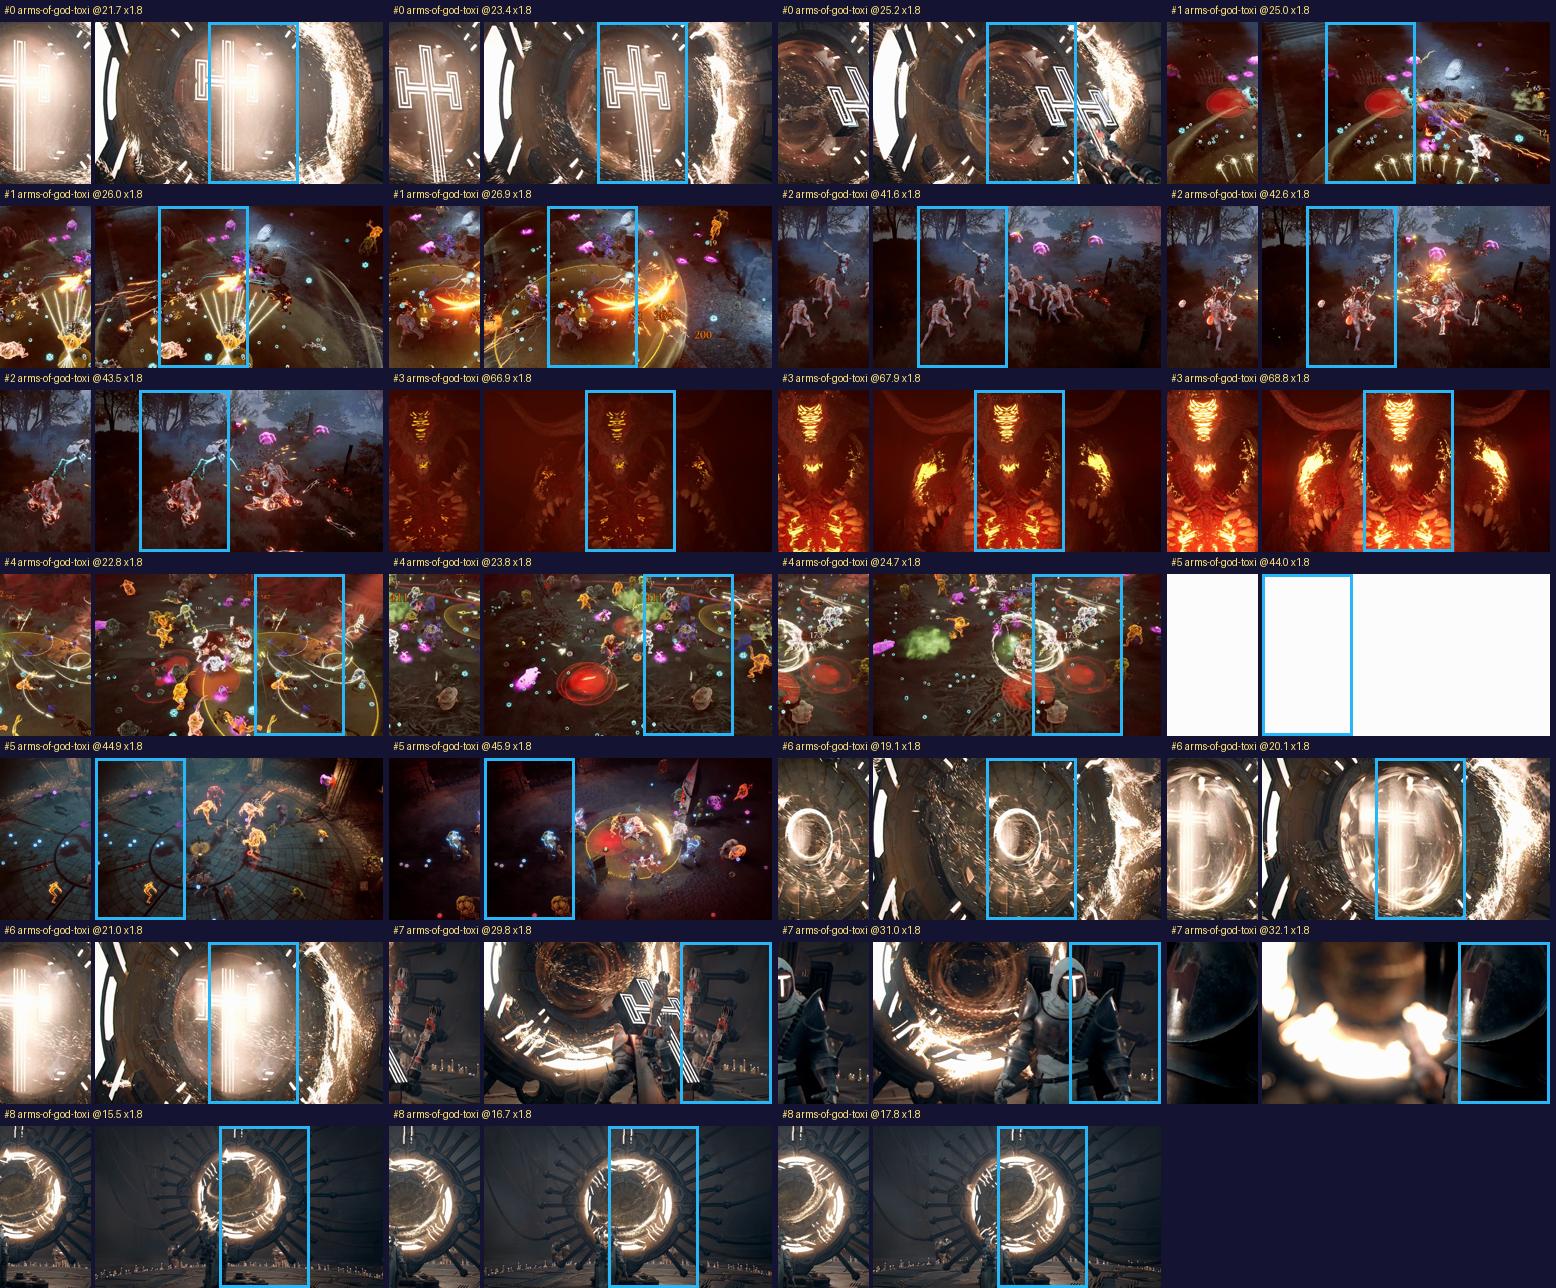 #0 arms-of-god-toxi @21.7 x1.8
#0 arms-of-god-toxi @23.4 x1.8
#0 arms-of-god-toxi @25.2 x1.8
#1 arms-of-god-toxi @25.0 x1.8
#1 arms-of-god-toxi @26.0 x1.8
#1 arms-of-god-toxi @26.9 x1.8
#2 arms-of-god-toxi @41.6 x1.8
#2 arms-of-god-toxi @42.6 x1.8
200
#2 arms-of-god-toxi @43.5 x1.8
#3 arms-of-god-toxi @66.9 x1.8
#3 arms-of-god-toxi @67.9 x1.8
#3 arms-of-god-toxi @68.8 x1.8
#4 arms-of-god-toxi @22.8 x1.8
#4 arms-of-god-toxi @23.8 x1.8
#4 arms-of-god-toxi @24.7 x1.8
#5 arms-of-god-toxi @44.0 x1.8
#5 arms-of-god-toxi @44.9 x1.8
#5 arms-of-god-toxi @45.9 x1.8
#6 arms-of-god-toxi @19.1 x1.8
#6 arms-of-god-toxi @20.1 x1.8
#6 arms-of-god-toxi @21.0 x1.8
#7 arms-of-god-toxi @29.8 x1.8
#7 arms-of-god-toxi @31.0 x1.8
#7 arms-of-god-toxi @32.1 x1.8
#8 arms-of-god-toxi @15.5 x1.8
#8 arms-of-god-toxi @16.7 x1.8
#8 arms-of-god-toxi @17.8 x1.8